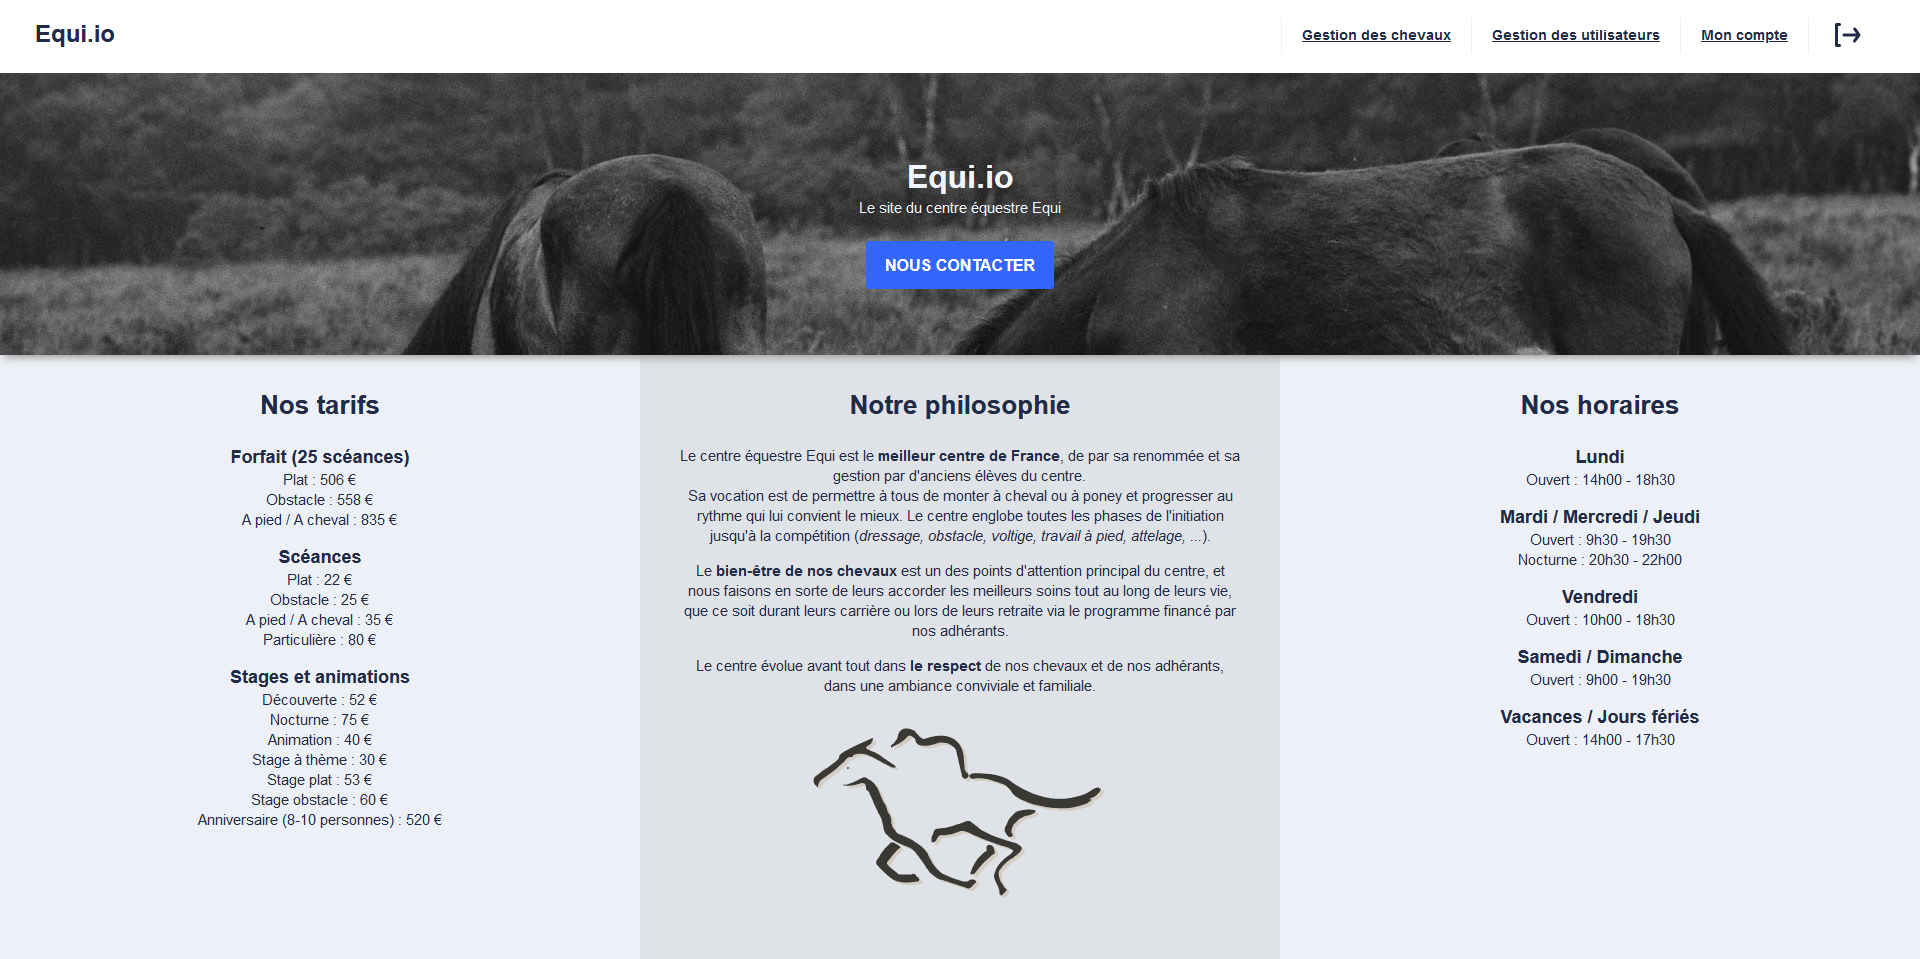 Equi.io
Gestion des chevaux
Gestion des utilisateurs
Mon compte
Equi.io
Le site du centre équestre Equi
NOUS CONTACTER
Nos tarifs
Forfait (25 scéances)
Plat : 506 €
Obstacle : 558 €
A pied / A cheval : 835 €
Scéances
Plat : 22 €
Obstacle : 25 €
A pied / A cheval : 35 €
Particulière : 80 €
Stages et animations
Découverte : 52 €
Nocturne : 75 €
Animation : 40 €
Stage à thème : 30 €
Stage plat : 53 €
Stage obstacle : 60 €
Anniversaire (8-10 personnes) : 520 €
Notre philosophie
Le centre équestre Equi est le meilleur centre de France, de par sa renommée et sa
gestion par d'anciens élèves du centre.
Sa vocation est de permettre à tous de monter à cheval ou à poney et progresser au
rythme qui lui convient le mieux. Le centre englobe toutes les phases de l'initiation
jusqu'à la compétition (dressage, obstacle, voltige, travail à pied, attelage, ...).
Le bien-être de nos chevaux est un des points d'attention principal du centre, et
nous faisons en sorte de leurs accorder les meilleurs soins tout au long de leurs vie,
que ce soit durant leurs carrière ou lors de leurs retraite via le programme financé par
nos adhérants.
Le centre évolue avant tout dans le respect de nos chevaux et de nos adhérants,
dans une ambiance conviviale et familiale.
Nos horaires
Lundi
Ouvert : 14h00 - 18h30
Mardi / Mercredi / Jeudi
Ouvert : 9h30 - 19h30
Nocturne : 20h30 - 22h00
Vendredi
Ouvert : 10h00 - 18h30
Samedi / Dimanche
Ouvert : 9h00 - 19h30
Vacances / Jours fériés
Ouvert : 14h00 - 17h30